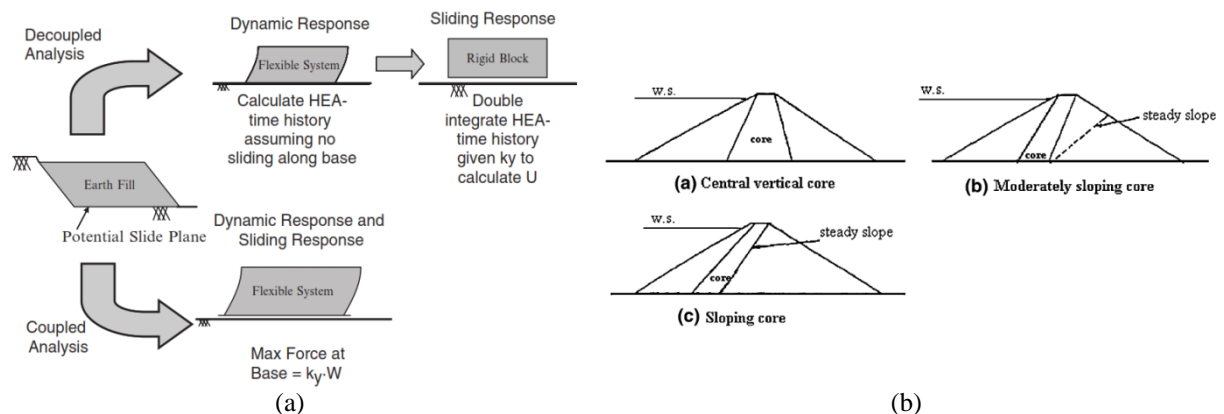 Decoupled
Analysis
Dynamic Response
Flexible System
Calculate HEA-
time history
assuming no
sliding along base
Sliding Response
Rigid Block
Double
integrate HEA-
time history
given ky to
calculate U
Earth Fill
Potential Slide Plane
Coupled
Analysis
Dynamic Response and
Sliding Response
Flexible System
Max Force at
Base = ky·W
(a)
w.s.
core
(a) Central vertical core
w.s.
steady slope
core
(b) Moderately sloping core
w.s.
steady slope
core
(c) Sloping core
(b)